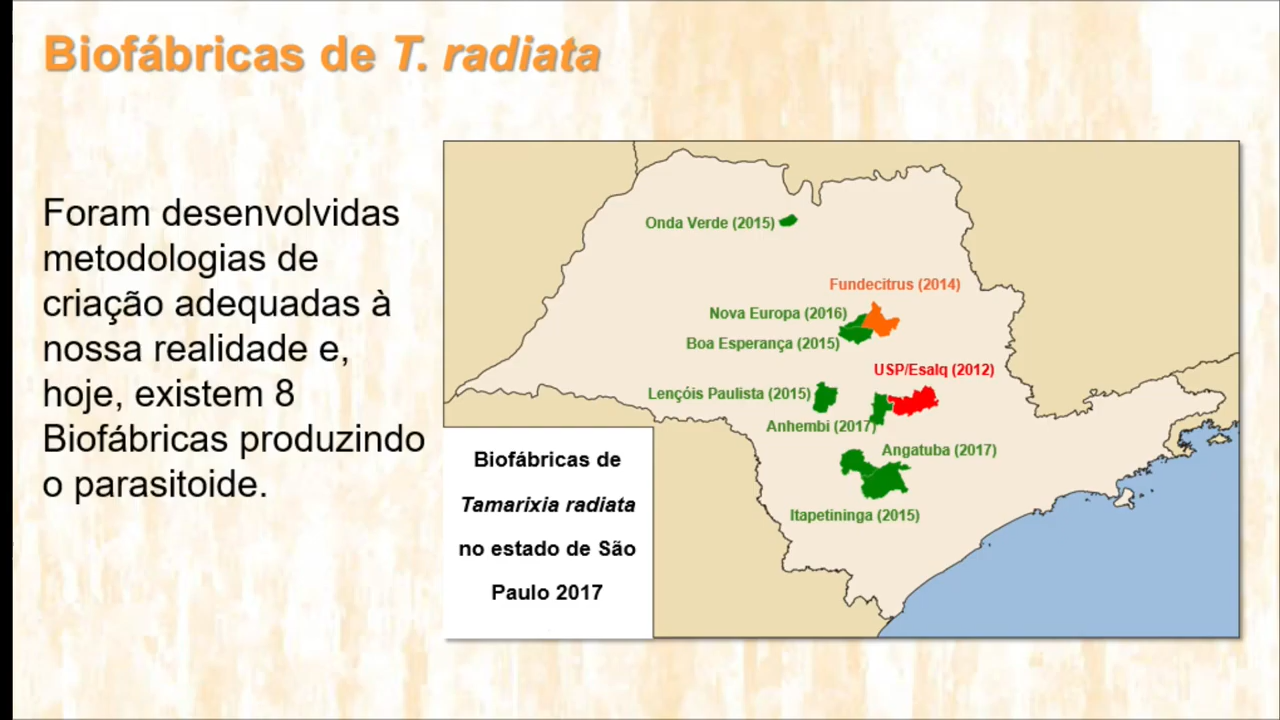 Biofábricas de T. radiata
Foram desenvolvidas
metodologias de
criação adequadas à
nossa realidade e,
hoje, existem 8
Biofábricas produzindo
o parasitoide.
Onda Verde (2015)
Fundecitrus (2014)
Nova Europa (2016)
Boa Esperança (2015)
USP/Esalq (2012)
Lençóis Paulista (2015)
Anhembi (2017)
Angatuba (2017)
Itapetininga (2015)
Biofábricas de
Tamarixia radiata
no estado de São
Paulo 2017